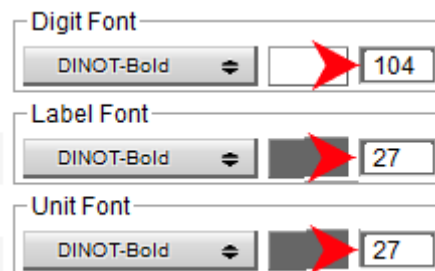 Digit Font
DINOT-Bold 104
Label Font
DINOT-Bold 27
Unit Font
DINOT-Bold 27